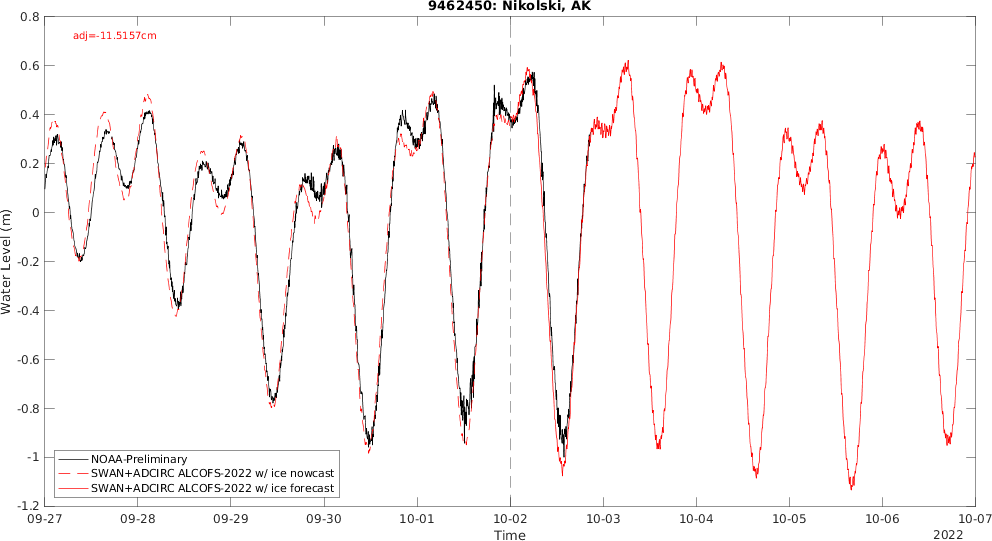 9462450: Nikolski, AK
adj=-11.5157cm
0.8
0.6
0.4
0.2
0
-0.2
-0.4
-0.6
-0.8
-1
-1.2
Water Level (m)
NOAA-Preliminary
SWAN+ADCIRC ALCOFS-2022 w/ ice nowcast
SWAN+ADCIRC ALCOFS-2022 w/ ice forecast
09-27 09-28 09-29 09-30 10-01 10-02 10-03 10-04 10-05 10-06 10-07
Time
2022